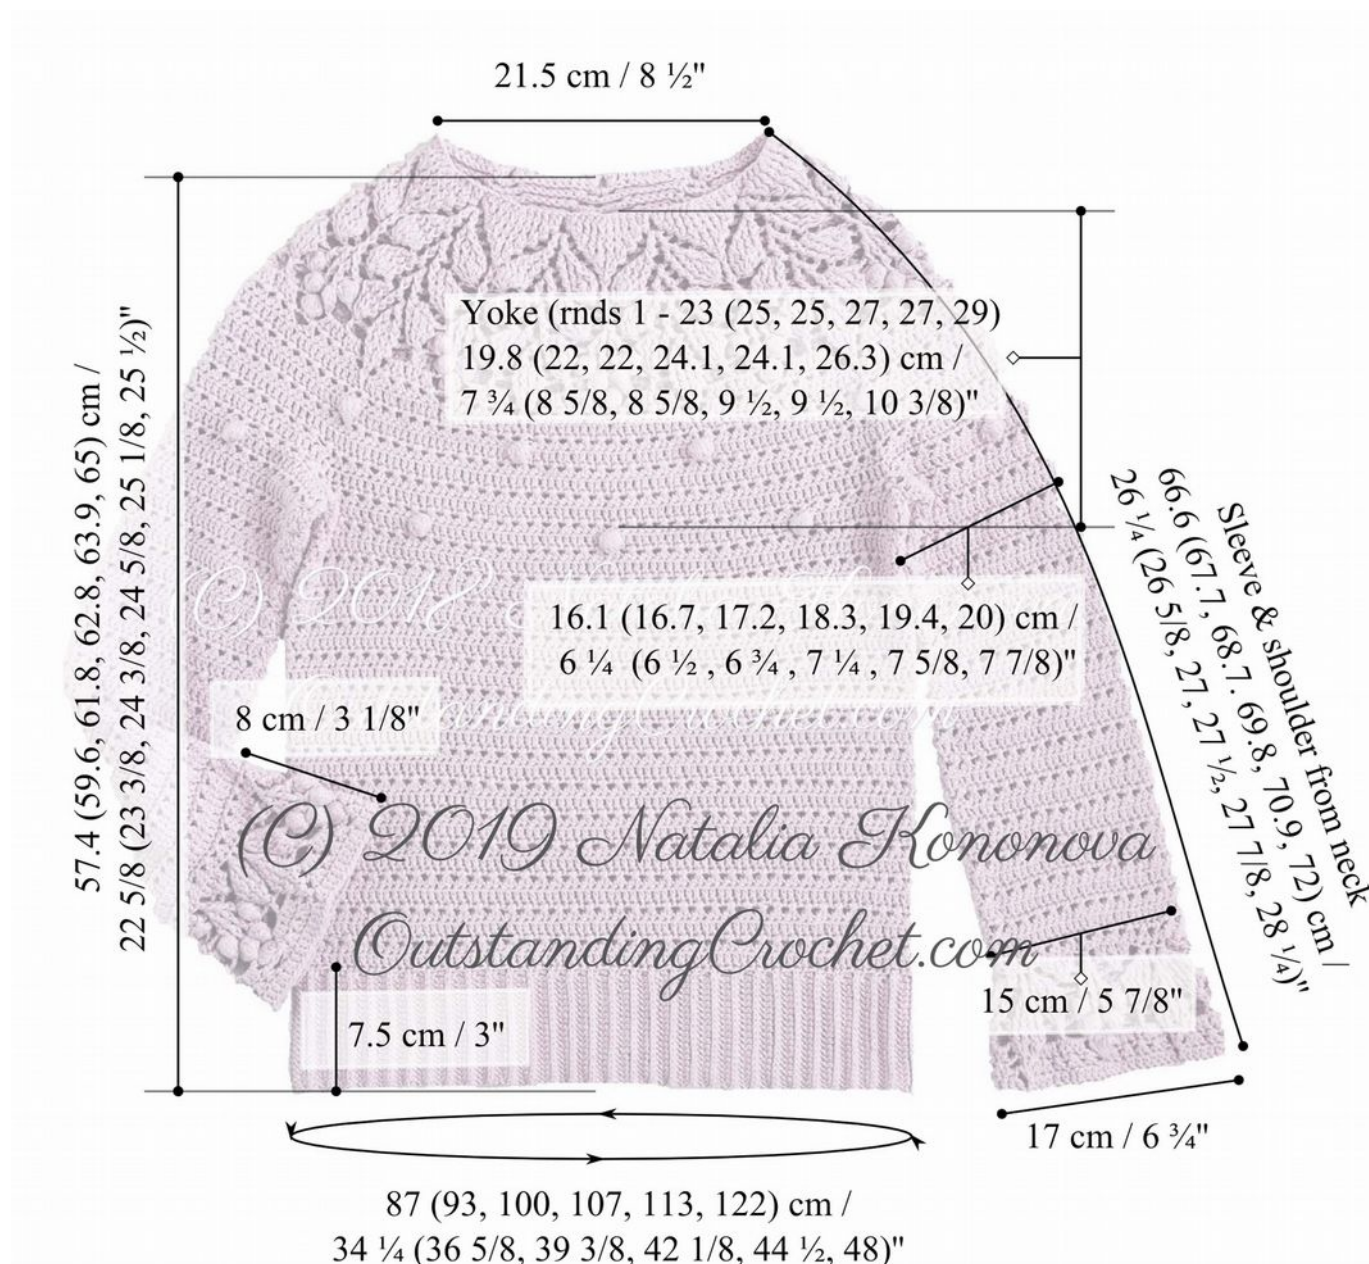 21.5 cm / 8 ½"
Yoke (rnds 1 - 23 (25, 25, 27, 27, 29)
19.8 (22, 22, 24.1, 24.1, 26.3) cm /
7 ¾ (8 5/8, 8 5/8, 9 ½, 9 ½, 10 3/8)"
57.4 (59.6, 61.8, 62.8, 63.9, 65) cm /
22 5/8 (23 3/8, 24 3/8, 24 5/8, 25 1/8, 25 ½)"
Sleeve & shoulder from neck
66.6 (67.7, 68.7. 69.8, 70.9, 72) cm /
26 ¼ (26 5/8, 27, 27 ½, 27 7/8, 28 ¼)"
(C) 2017
16.1 (16.7, 17.2, 18.3, 19.4, 20) cm /
6 ¼ (6 ½ , 6 ¾ , 7 ¼ , 7 5/8, 7 7/8)"
8 cm / 3 1/8"
(C) 2019 Natalia Kononova
OutstandingCrochet.com
15 cm / 5 7/8"
7.5 cm / 3"
17 cm / 6 ¾"
87 (93, 100, 107, 113, 122) cm /
34 ¼ (36 5/8, 39 3/8, 42 1/8, 44 ½, 48)"